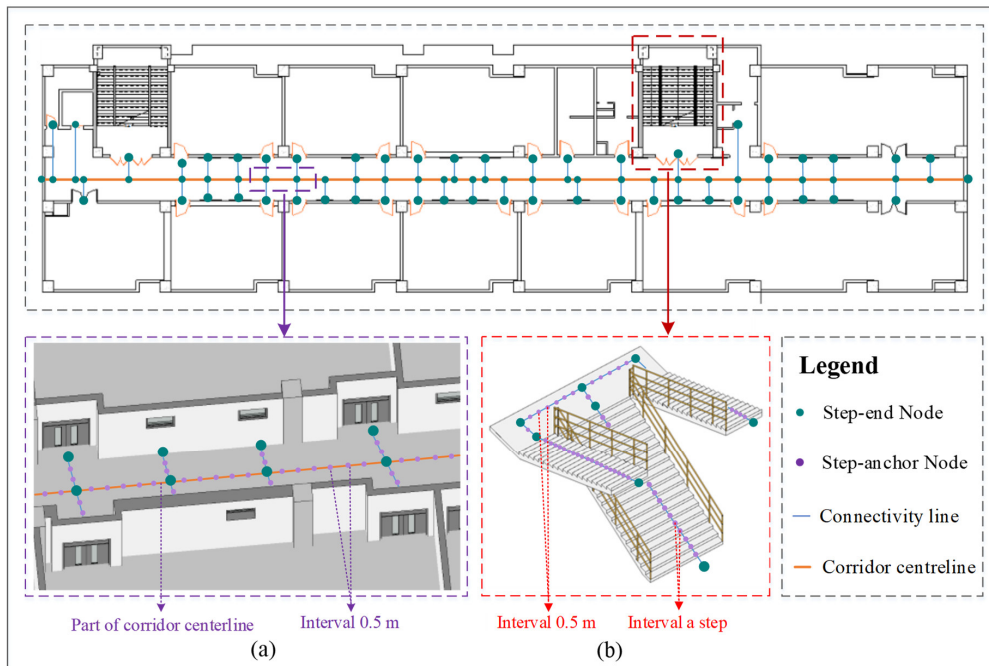 Legend
Step-end Node
Step-anchor Node
Connectivity line
Corridor centreline
Part of corridor centerline
Interval 0.5 m
Interval 0.5 m
Interval a step
(a)
(b)